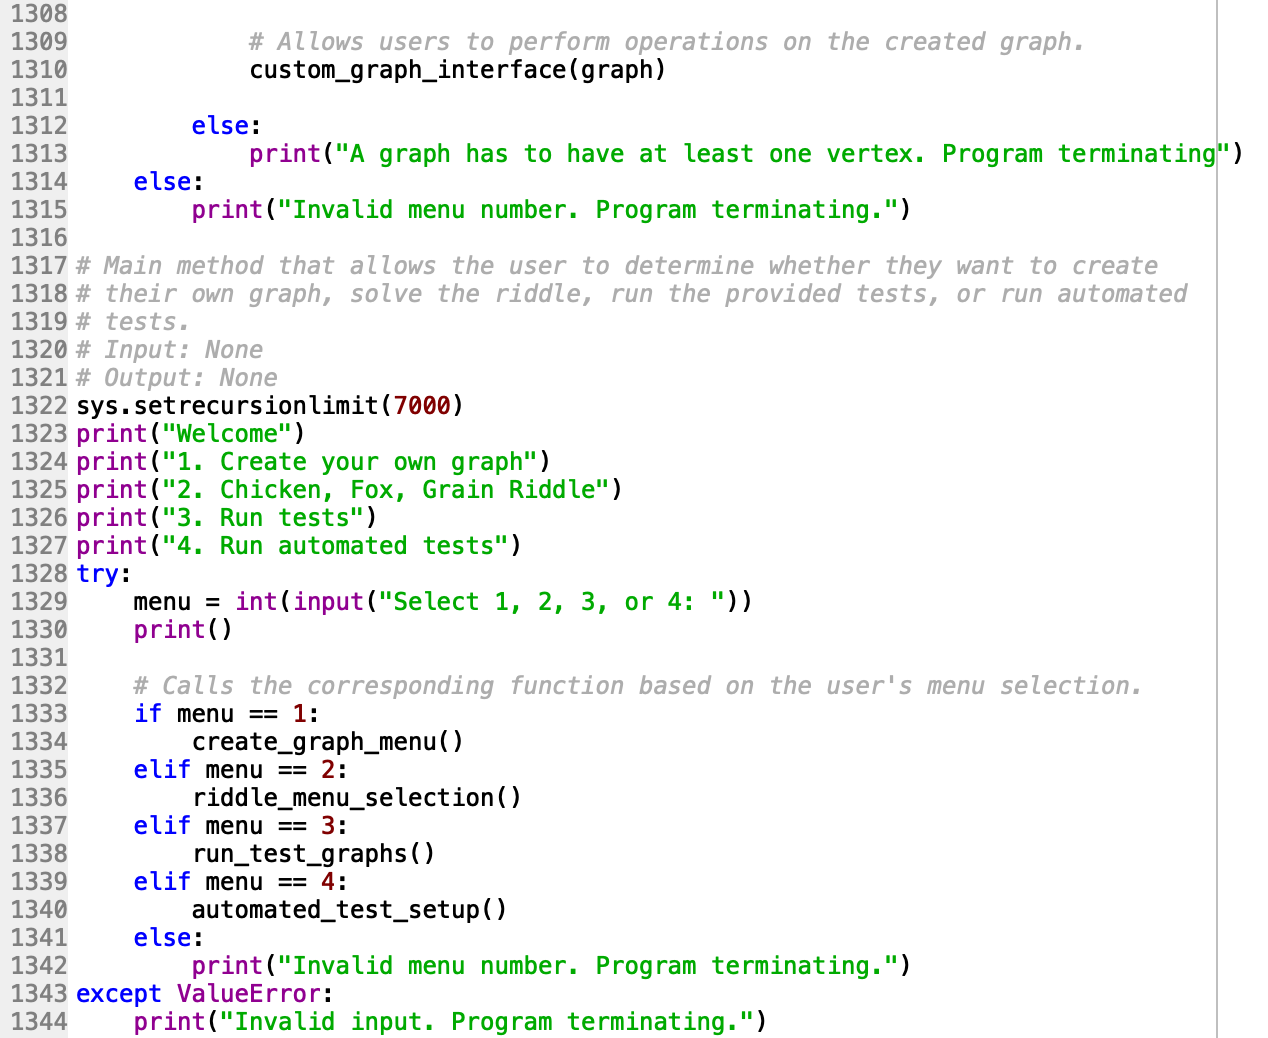 1308
1309 # Allows users to perform operations on the created graph.
1310 custom_graph_interface(graph)
1311
1312 else:
1313 print("A graph has to have at least one vertex. Program terminating")
1314 else:
1315 print("Invalid menu number. Program terminating.")
1316
1317 # Main method that allows the user to determine whether they want to create
1318 # their own graph, solve the riddle, run the provided tests, or run automated
1319 # tests.
1320 # Input: None
1321 # Output: None
1322 sys.setrecursionlimit(7000)
1323 print("Welcome")
1324 print("1. Create your own graph")
1325 print("2. Chicken, Fox, Grain Riddle")
1326 print("3. Run tests")
1327 print("4. Run automated tests")
1328 try:
1329 menu = int(input("Select 1, 2, 3, or 4: "))
1330 print()
1331
1332 # Calls the corresponding function based on the user's menu selection.
1333 if menu == 1:
1334 create_graph_menu()
1335 elif menu == 2:
1336 riddle_menu_selection()
1337 elif menu == 3:
1338 run_test_graphs()
1339 elif menu == 4:
1340 automated_test_setup()
1341 else:
1342 print("Invalid menu number. Program terminating.")
1343 except ValueError:
1344 print("Invalid input. Program terminating.")